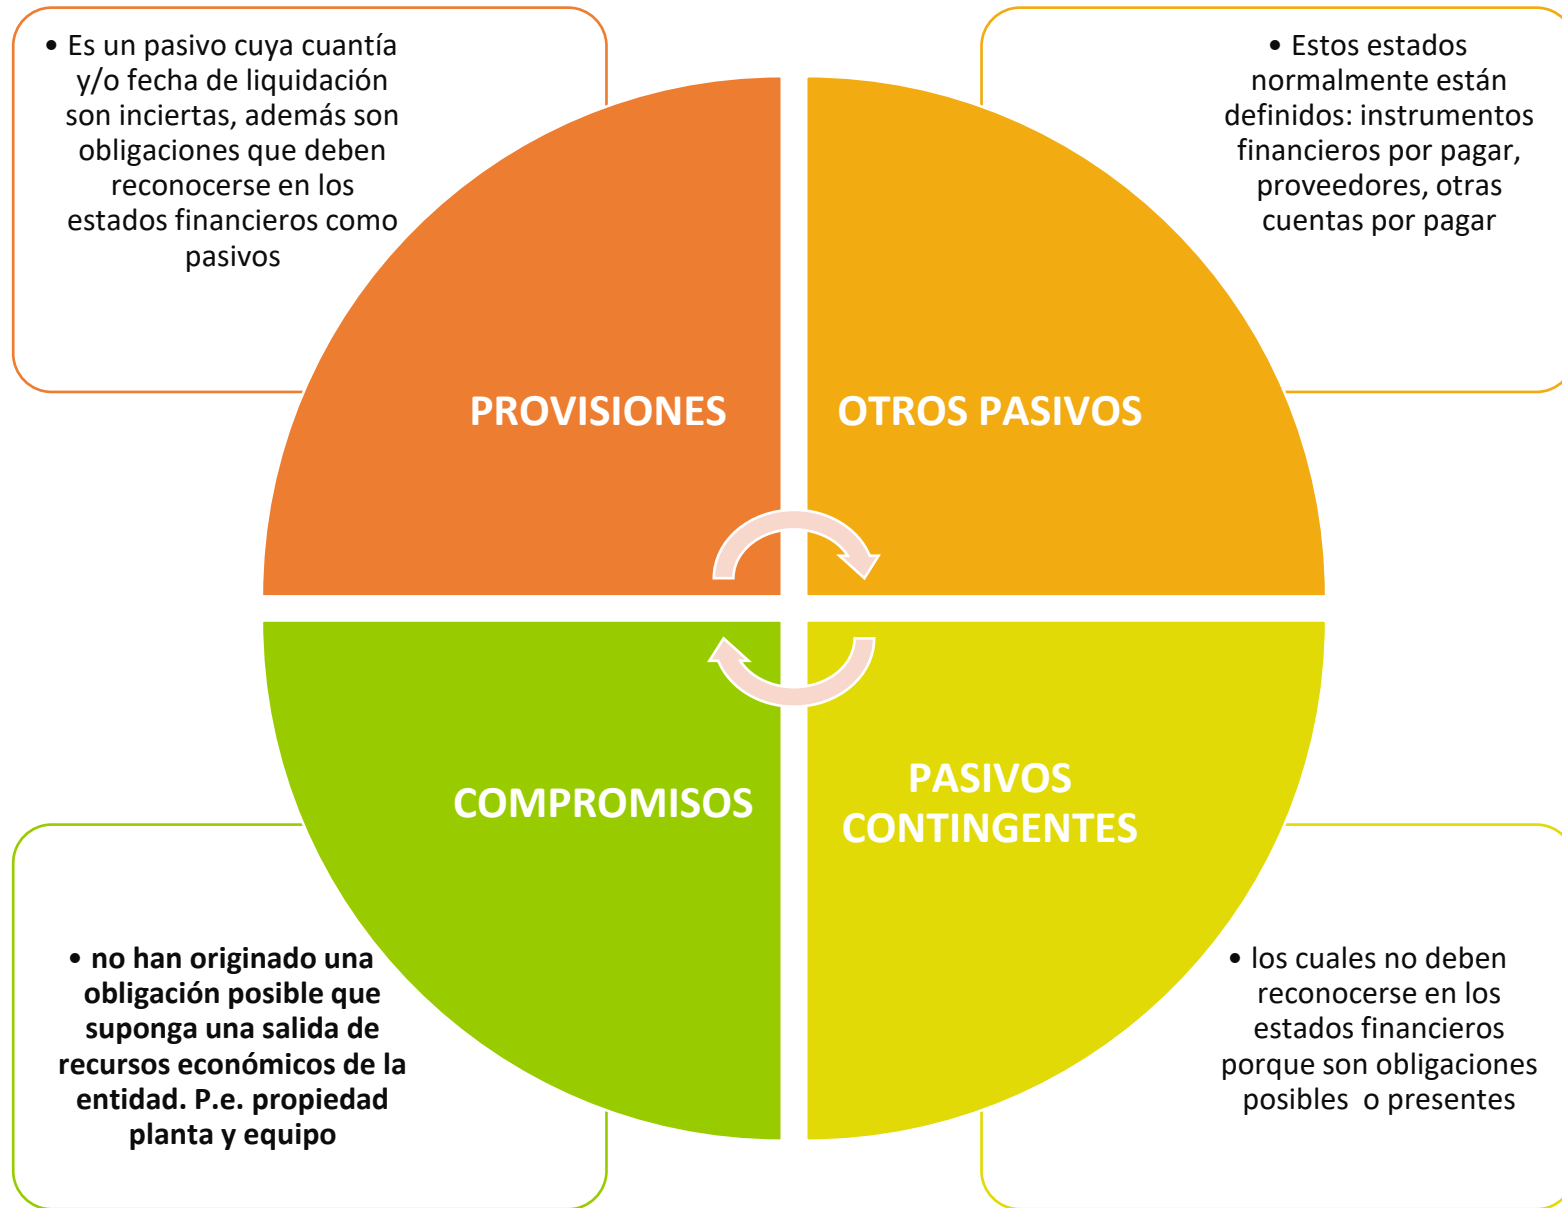 • Es un pasivo cuya cuantía
y/o fecha de liquidación
son inciertas, además son
obligaciones que deben
reconocerse en los
estados financieros como
pasivos
• Estos estados
normalmente están
definidos: instrumentos
financieros por pagar,
proveedores, otras
cuentas por pagar
PROVISIONES
OTROS PASIVOS
COMPROMISOS
PASIVOS
CONTINGENTES
• no han originado una
obligación posible que
suponga una salida de
recursos económicos de la
entidad. P.e. propiedad
planta y equipo
• los cuales no deben
reconocerse en los
estados financieros
porque son obligaciones
posibles o presentes